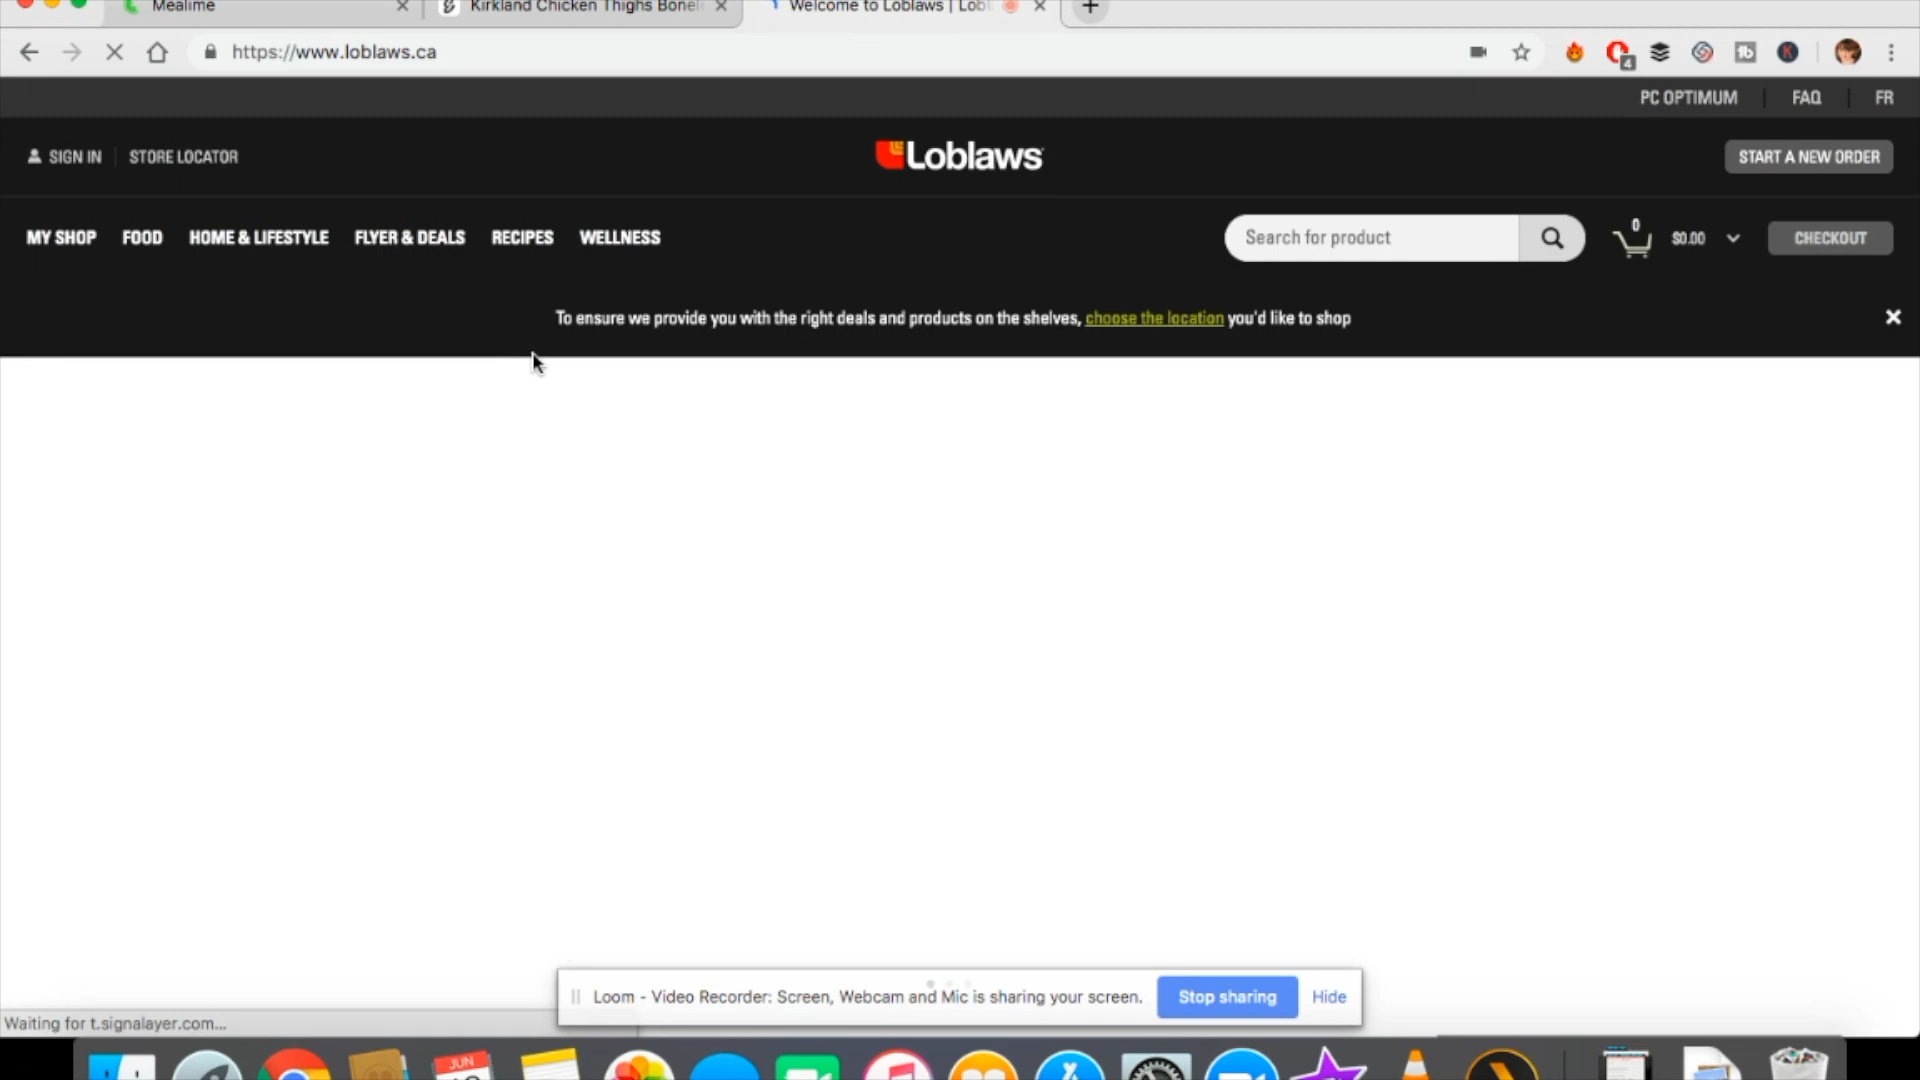 Mealime
Kirkland Chicken Thighs Bonel
Welcome to Loblaws | Lobl
https://www.loblaws.ca
4
tb
K
PC OPTIMUM
FAQ
FR
SIGN IN
STORE LOCATOR
Loblaws
START A NEW ORDER
MY SHOP
FOOD
HOME & LIFESTYLE
FLYER & DEALS
RECIPES
WELLNESS
Search for product
0
$0.00
CHECKOUT
To ensure we provide you with the right deals and products on the shelves, choose the location you'd like to shop
Loom - Video Recorder: Screen, Webcam and Mic is sharing your screen.
Stop sharing
Hide
Waiting for t.signalayer.com...
JUN